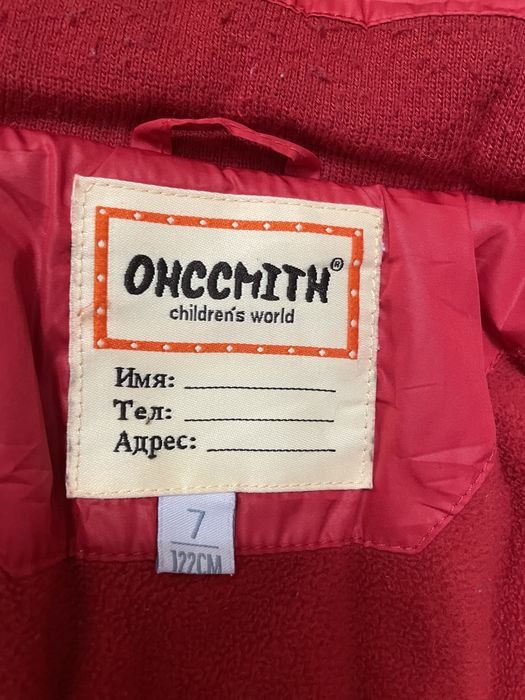 OHCCMITH®
children's world
Имя:
Тел:
Адрес:
7
122CM